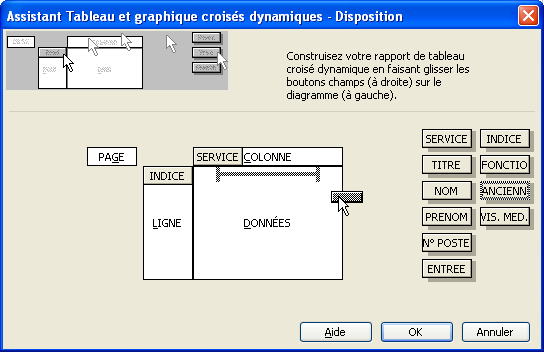 Assistant Tableau et graphique croisés dynamiques - Disposition
Construisez votre rapport de tableau
croisé dynamique en faisant glisser les
boutons champs (à droite) sur le
diagramme (à gauche).
PAGE
SERVICE COLONNE
INDICE
LIGNE
DONNÉES
SERVICE INDICE
TITRE FONCTIO
NOM ANCIENN
PRENOM VIS. MED.
N° POSTE
ENTREE
Aide OK Annuler